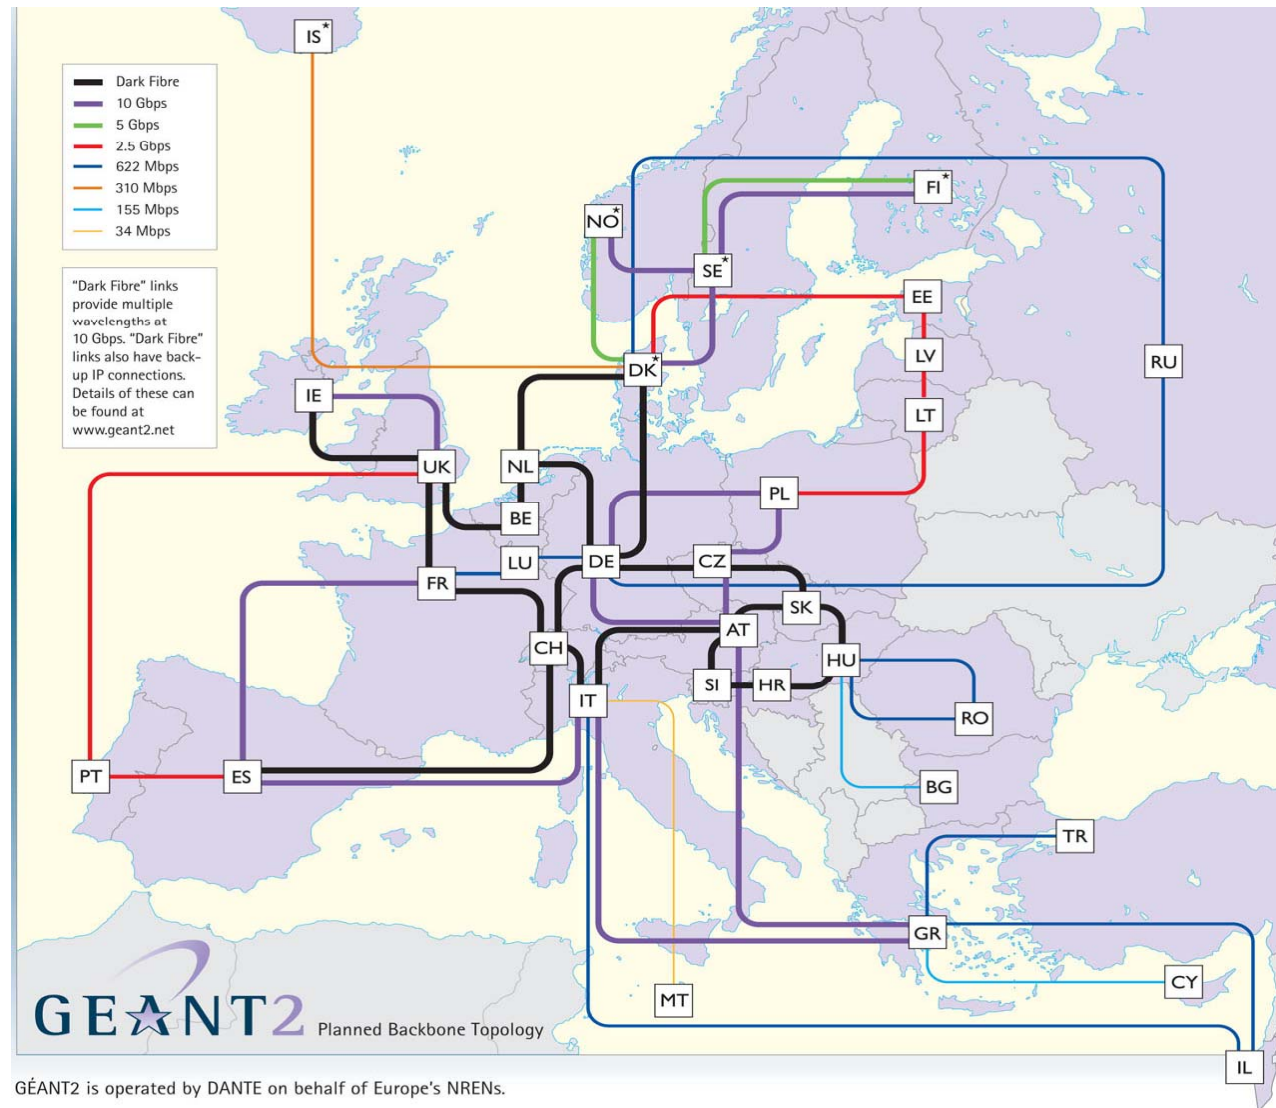 IS*
Dark Fibre
10 Gbps
5 Gbps
2.5 Gbps
622 Mbps
310 Mbps
155 Mbps
34 Mbps
"Dark Fibre" links
provide multiple
wavelengths at
10 Gbps. "Dark Fibre"
links also have back-
up IP connections.
Details of these can
be found at
www.geant2.net
FI*
NO*
SE*
EE
LV
RU
DK*
IE
LT
UK
NL
PL
BE
LU
DE
CZ
FR
SK
AT
CH
HU
SI
HR
IT
RO
PT
ES
BG
TR
GR
CY
MT
GEANT2 Planned Backbone Topology
IL
GÉANT2 is operated by DANTE on behalf of Europe's NRENs.